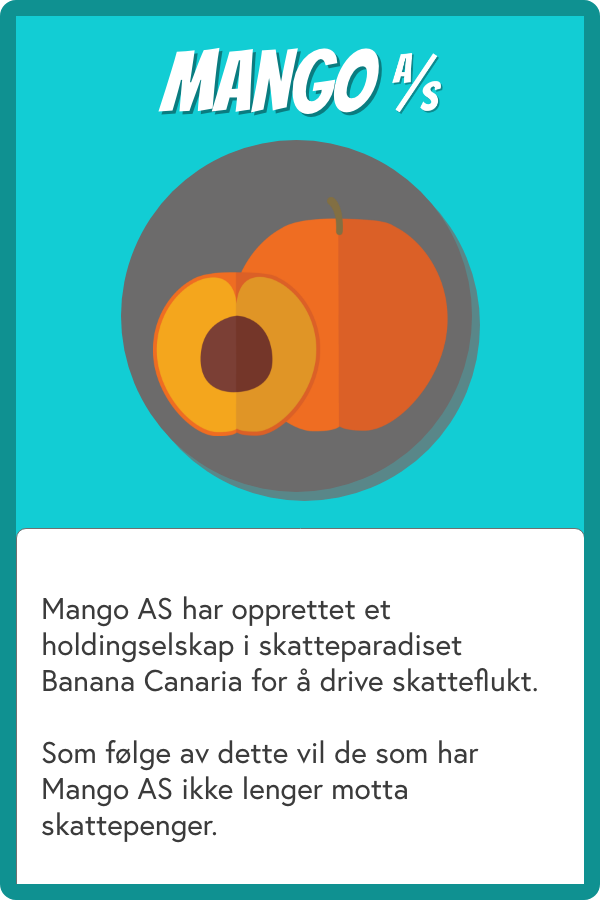 MANGO A/S
Mango AS har opprettet et
holdingselskap i skatteparadiset
Banana Canaria for å drive skatteflukt.
Som følge av dette vil de som har
Mango AS ikke lenger motta
skattepenger.